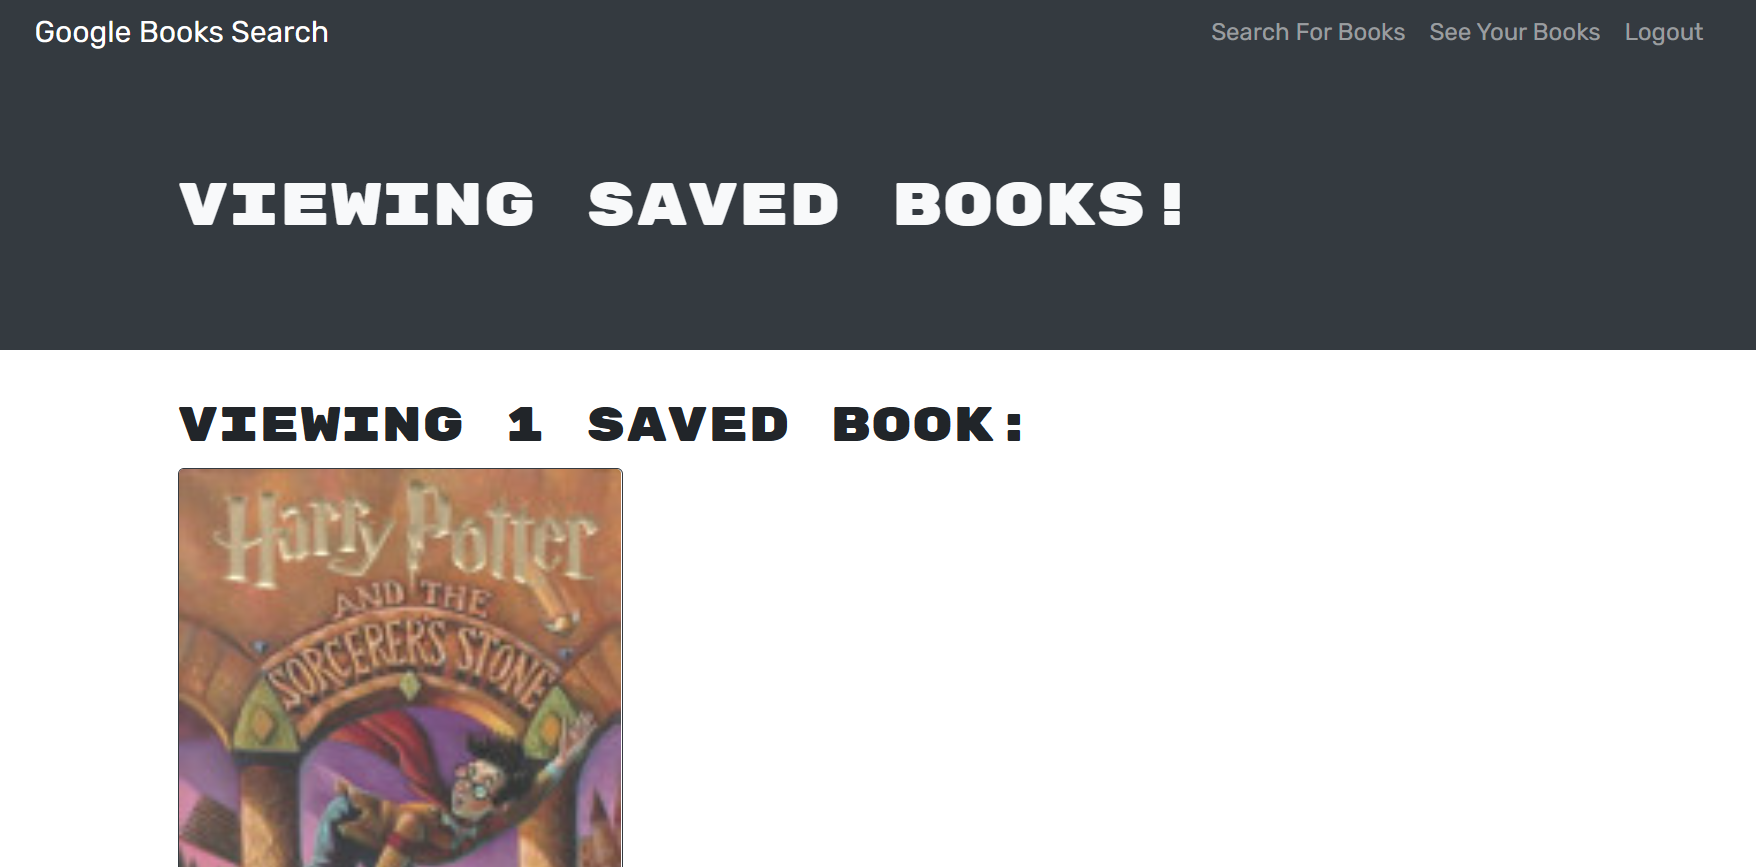 Google Books Search
Search For Books See Your Books Logout
VIEWING SAVED BOOKS!
VIEWING 1 SAVED BOOK:
Harry Potter
AND THE
SORCERER'S STONE